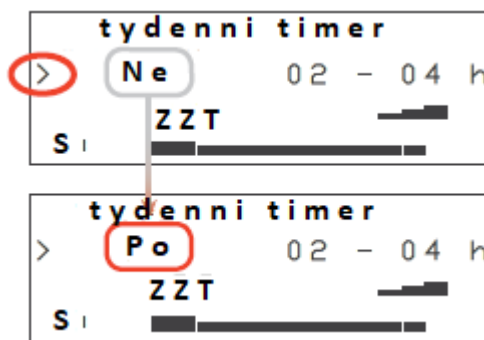 tydenni timer
> Ne 02 - 04 h
ZZT
S I
tydenni timer
> Po 02 - 04 h
ZZT
S I